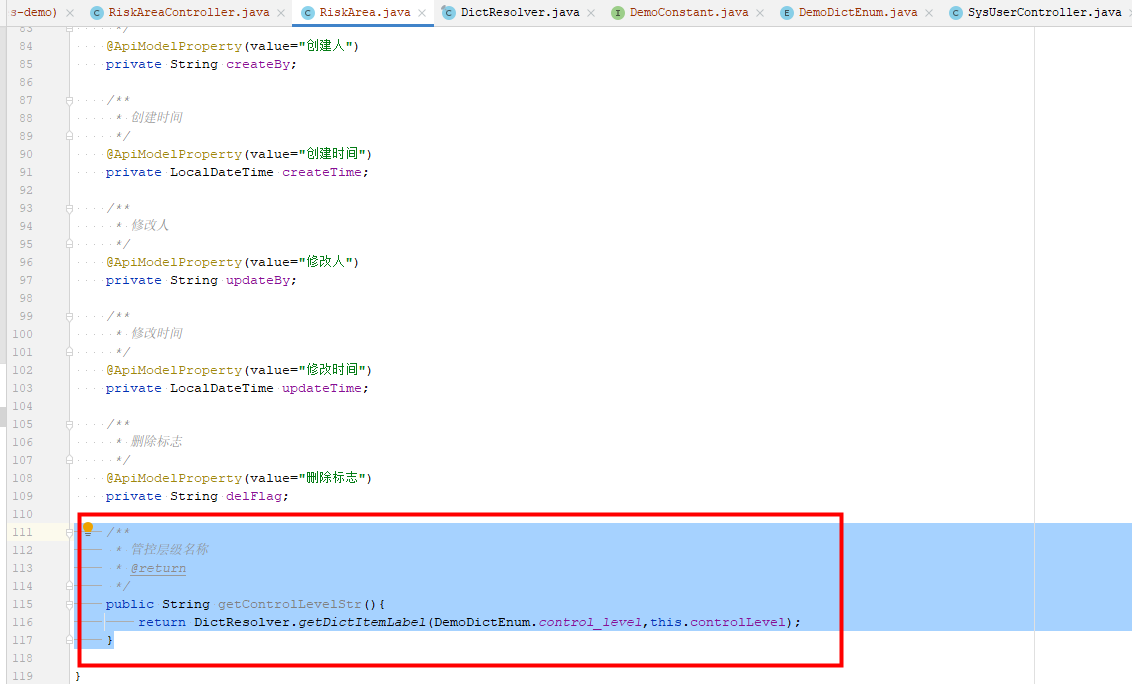 s-demo) × RiskAreaController.java × RiskArea.java × DictResolver.java × DemoConstant.java × DemoDictEnum.java × SysUserController.java ×
83 */
84 @ApiModelProperty(value="创建人")
85 private String createBy;
86
87 /**
88 * 创建时间
89 */
90 @ApiModelProperty(value="创建时间")
91 private LocalDateTime createTime;
92
93 /**
94 * 修改人
95 */
96 @ApiModelProperty(value="修改人")
97 private String updateBy;
98
99 /**
100 * 修改时间
101 */
102 @ApiModelProperty(value="修改时间")
103 private LocalDateTime updateTime;
104
105 /**
106 * 删除标志
107 */
108 @ApiModelProperty(value="删除标志")
109 private String delFlag;
110
111 /**
112 * 管控层级名称
113 * @return
114 */
115 public String getControlLevelStr(){
116 return DictResolver.getDictItemLabel(DemoDictEnum.control_level,this.controlLevel);
117 }
118
119 }